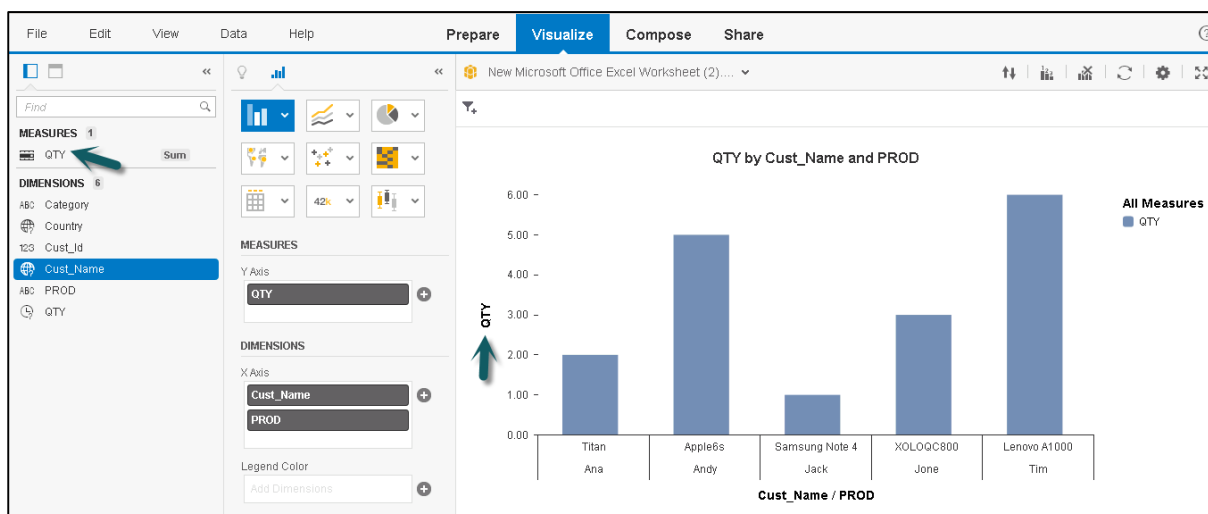 File Edit View Data Help Prepare Visualize Compose Share
New Microsoft Office Excel Worksheet (2)....
Find
MEASURES 1
QTY Sum
DIMENSIONS 6
ABC Category
Country
123 Cust_Id
Cust_Name
ABC PROD
QTY
42k
MEASURES
Y Axis
QTY
DIMENSIONS
X Axis
Cust_Name
PROD
Legend Color
Add Dimensions
QTY by Cust_Name and PROD
6.00
5.00
4.00
3.00
2.00
1.00
0.00
QTY
Titan Apple6s Samsung Note 4 XOLOQC800 Lenovo A1000
Ana Andy Jack Jone Tim
Cust_Name / PROD
All Measures
QTY